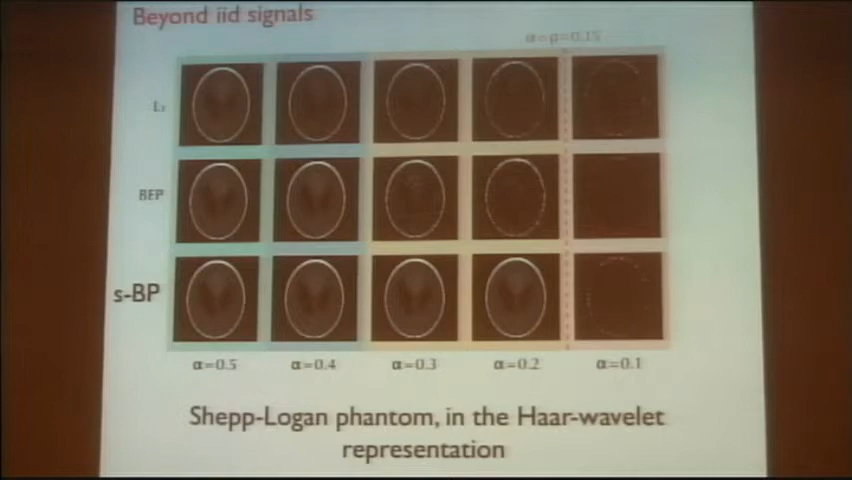 Beyond iid signals
α=ρ=0.15
L₁
BEP
s-BP
α=0.5 α=0.4 α=0.3 α=0.2 α=0.1
Shepp-Logan phantom, in the Haar-wavelet
representation